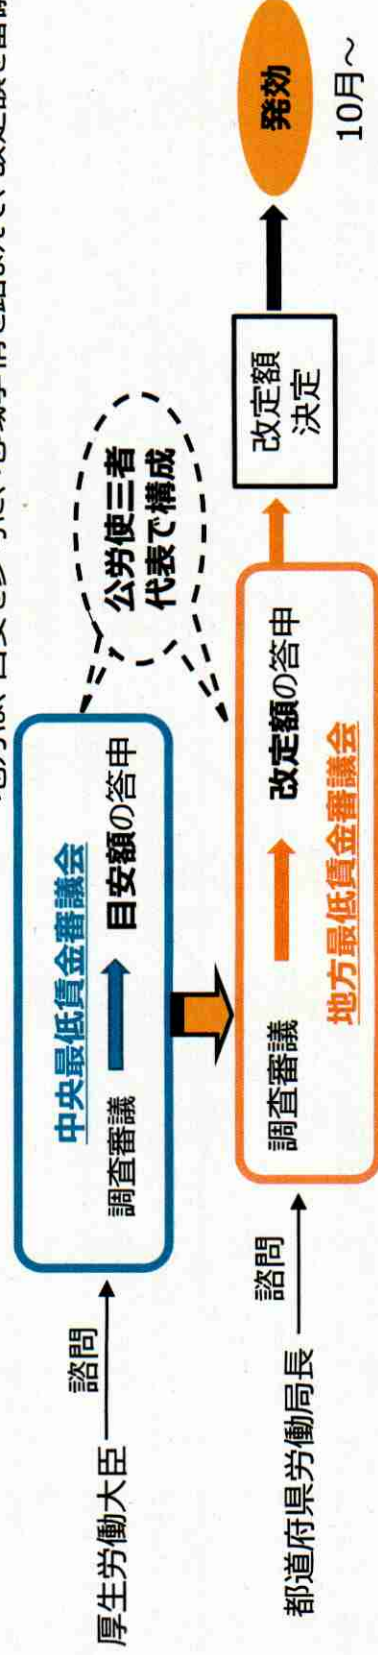 諮問
厚生労働大臣
中央最低賃金審議会
調査審議
目安額の答申
公労使三者
代表で構成
諮問
都道府県労働局長
調査審議
改定額の答申
地方最低賃金審議会
改定額
決定
発効
10月～